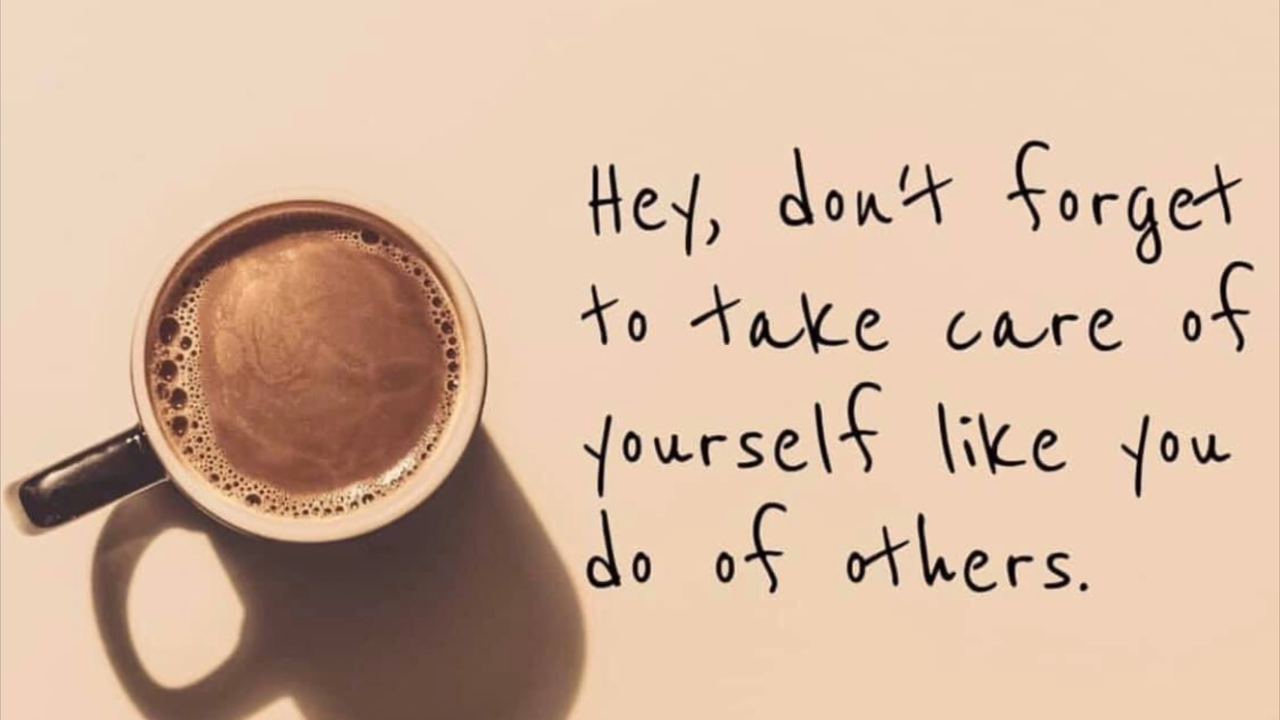 Hey, don't forget
to take care of
yourself like you
do of others.